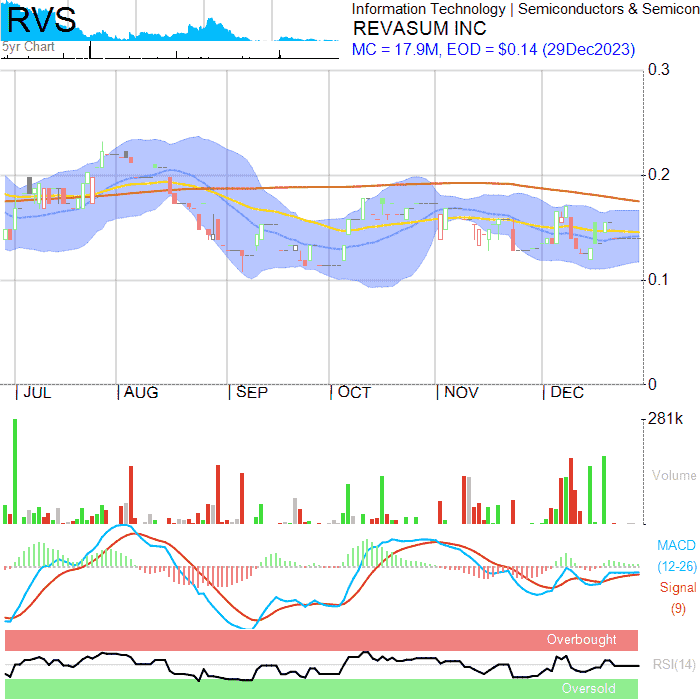 RVS
5yr Chart
Information Technology | Semiconductors & Semicon
REVASUM INC
MC = 17.9M, EOD = $0.14 (29Dec2023)
0.3
0.2
0.1
0
JUL AUG SEP OCT NOV DEC
281k
Volume
MACD
(12-26)
Signal
(9)
Overbought
RSI(14)
Oversold